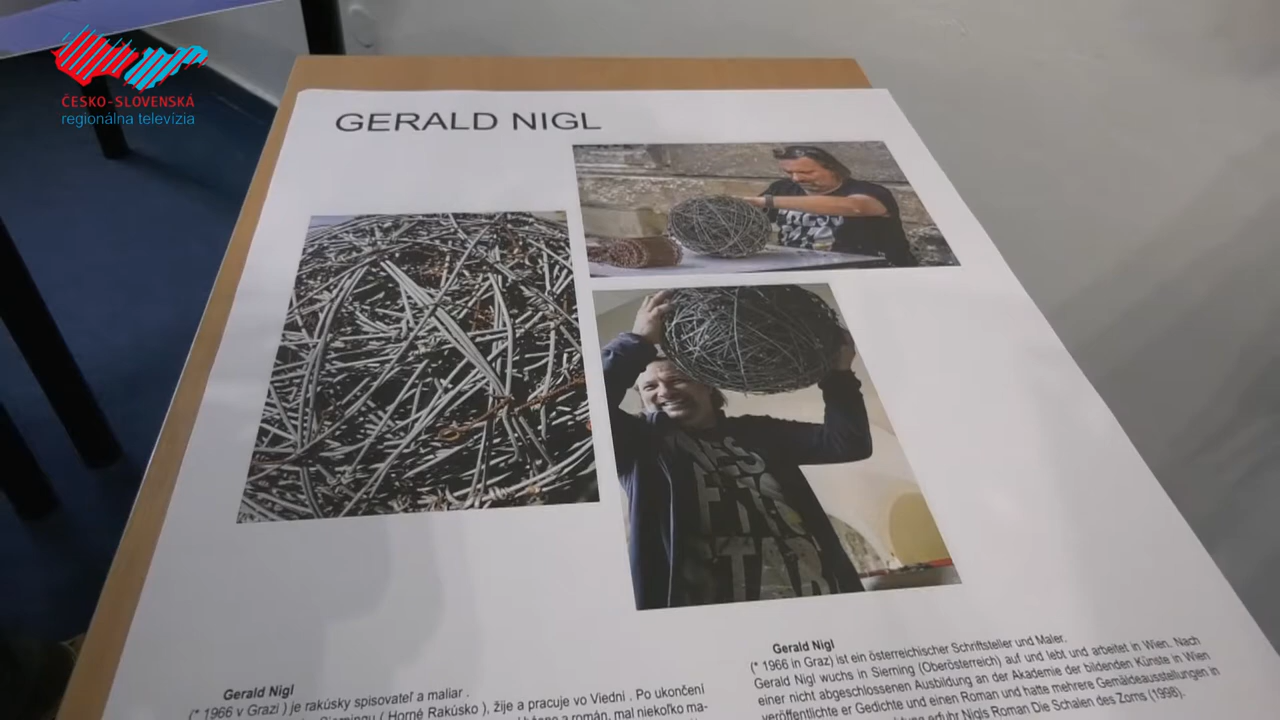 ČESKO-SLOVENSKÁ
regionálna televízia
GERALD NIGL
Gerald Nigl
(* 1966 v Grazi ) je rakúsky spisovateľ a maliar .
Sierningu ( Horné Rakúsko ), žije a pracuje vo Viedni . Po ukončení
a román, mal niekoľko ma-
Gerald Nigl
(* 1966 in Graz) ist ein österreichischer Schriftsteller und Maler.
Gerald Nigl wuchs in Sierning (Oberösterreich) auf und lebt und arbeitet in Wien. Nach
einer nicht abgeschlossenen Ausbildung an der Akademie der bildenden Künste in Wien
veröffentlichte er Gedichte und einen Roman und hatte mehrere Gemäldeausstellungen in
erfuhr Nigls Roman Die Schalen des Zorns (1998).